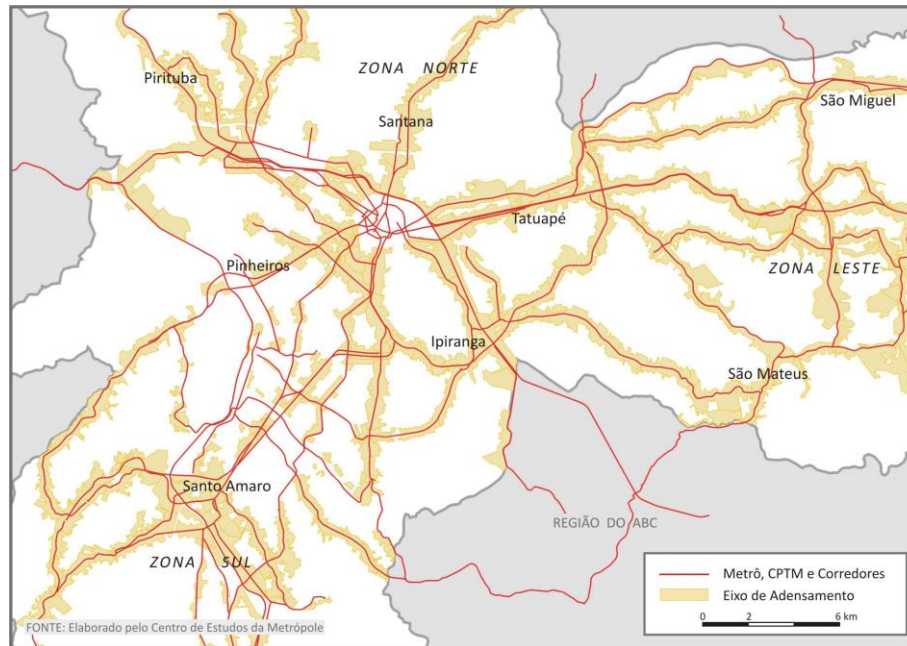 ZONA NORTE
Pirituba
São Miguel
Santana
Tatuapé
Pinheiros
ZONA LESTE
Ipiranga
São Mateus
Santo Amaro
REGIÃO DO ABC
ZONA SUL
Metrô, CPTM e Corredores
Eixo de Adensamento
0 2 4 6 km
FONTE: Elaborado pelo Centro de Estudos da Metrópole